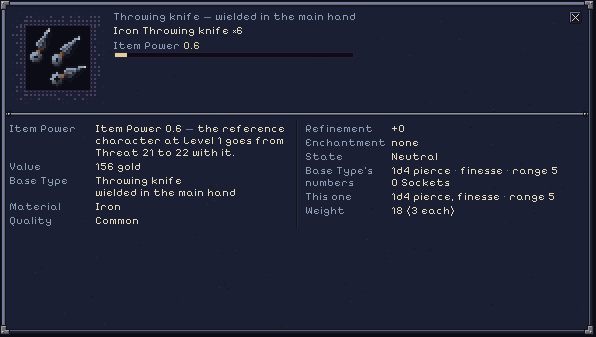 Throwing knife — wielded in the main hand
Iron Throwing knife ×6
Item Power 0.6
Item Power Item Power 0.6 — the reference
character at Level 1 goes from
Threat 21 to 22 with it.
Value 156 gold
Base Type Throwing knife
wielded in the main hand
Material Iron
Quality Common
Refinement +0
Enchantment none
State Neutral
Base Type's 1d4 pierce · finesse · range 5
numbers 0 Sockets
This one 1d4 pierce, finesse · range 5
Weight 18 (3 each)